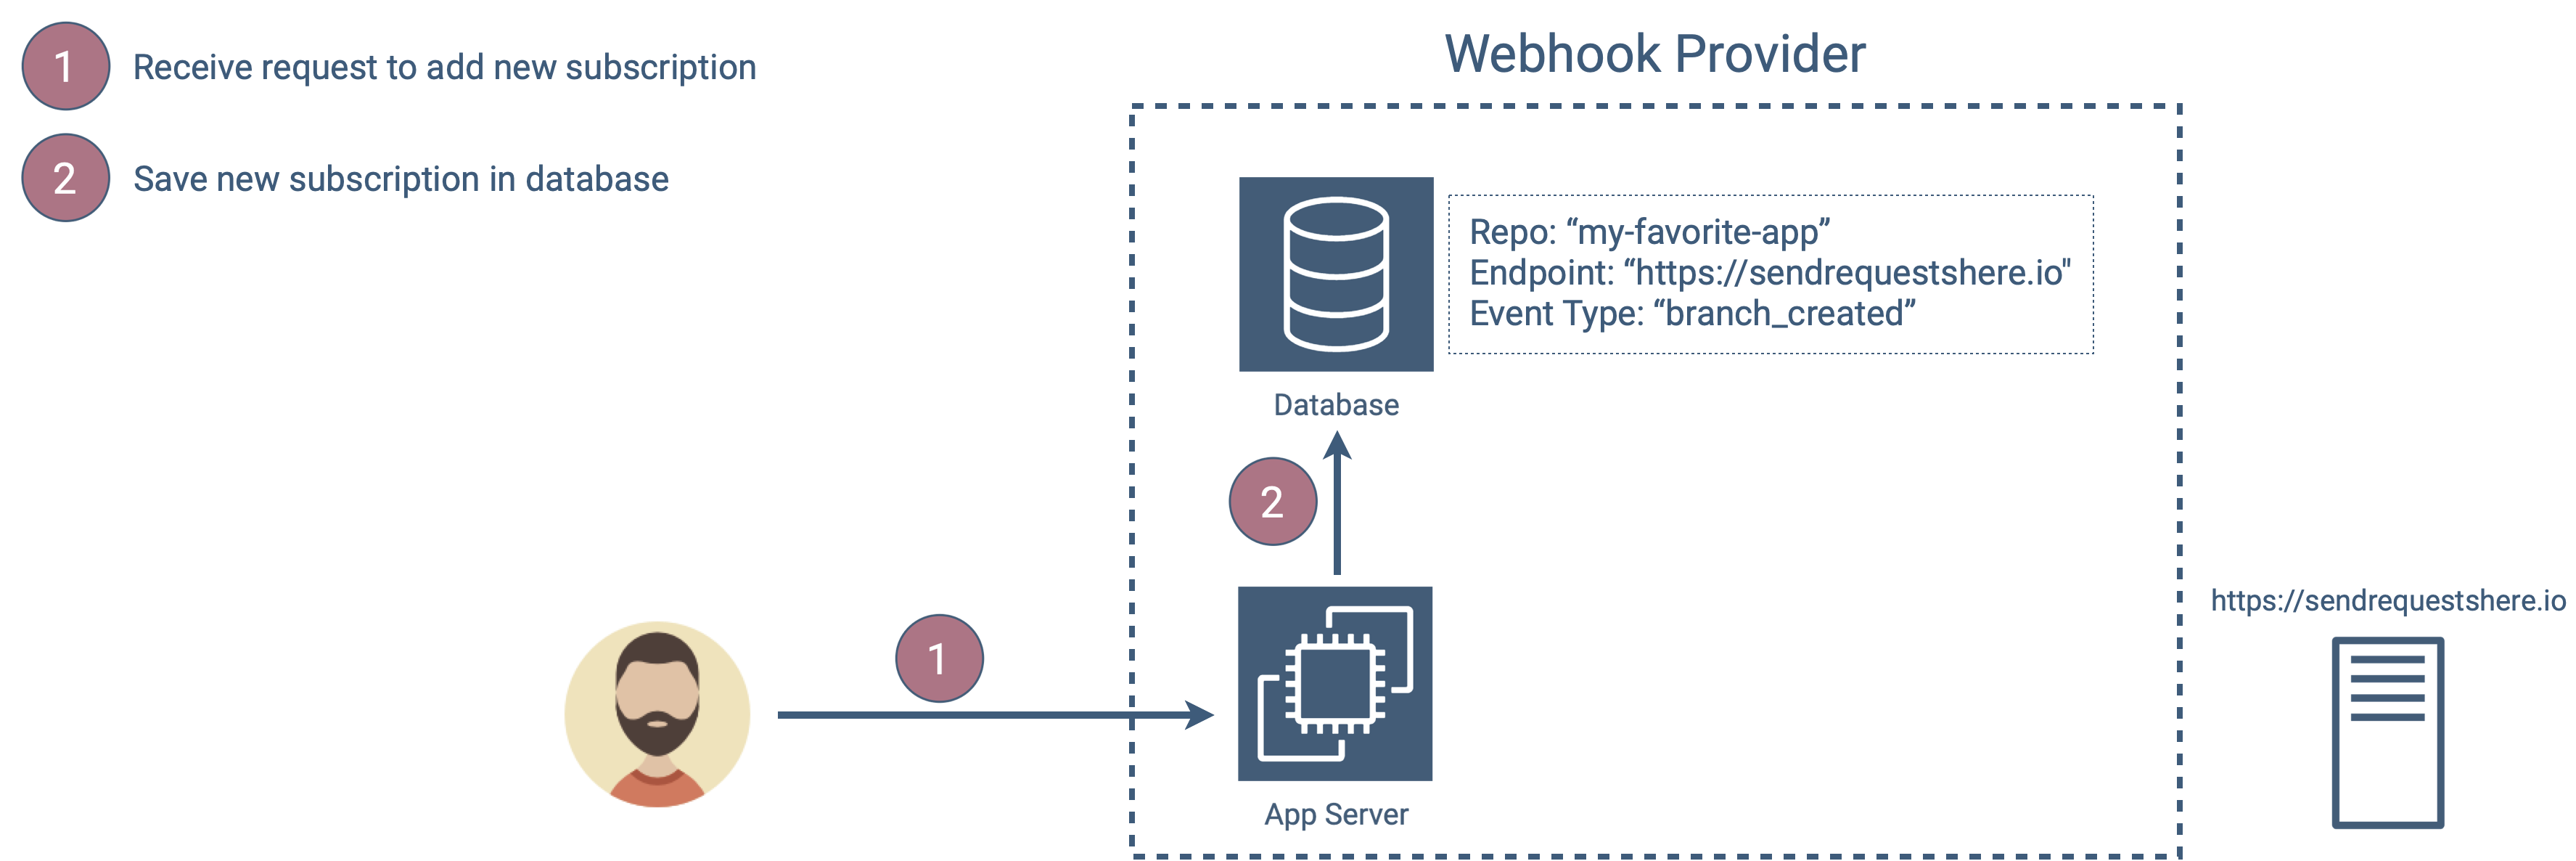 1 Receive request to add new subscription
2 Save new subscription in database
Webhook Provider
Repo: “my-favorite-app”
Endpoint: “https://sendrequestshere.io"
Event Type: “branch_created”
Database
2
https://sendrequestshere.io
1
App Server